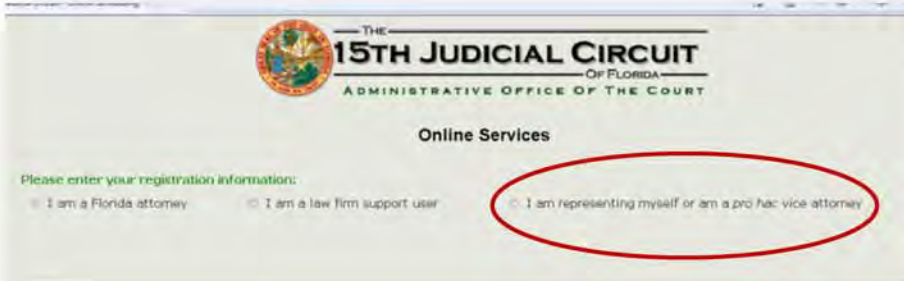 THE
15TH JUDICIAL CIRCUIT
OF FLORIDA
ADMINISTRATIVE OFFICE OF THE COURT
Online Services
Please enter your registration information:
I am a Florida attorney I am a law firm support user I am representing myself or am a pro hac vice attorney